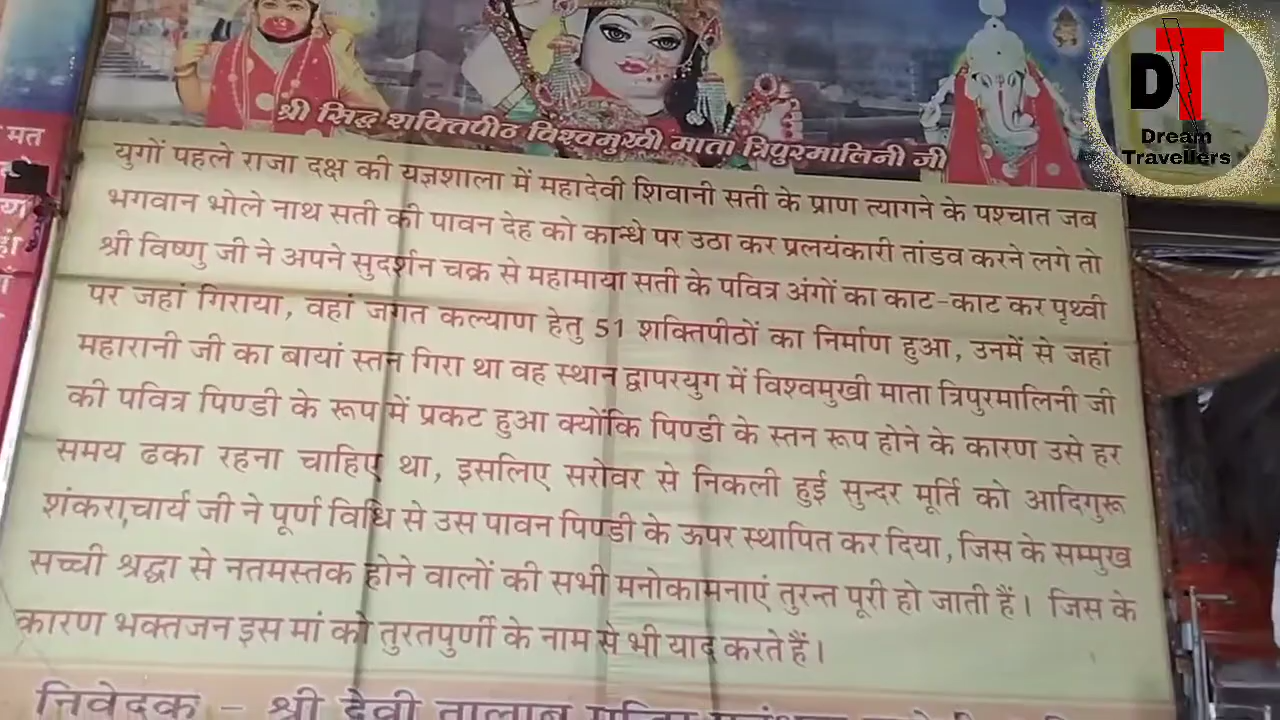 DT
Dream
Travellers
श्री सिद्ध शक्तिपीठ विश्वमुखी माता त्रिपुरमालिनी जी
युगों पहले राजा दक्ष की यज्ञशाला में महादेवी शिवानी सती के प्राण त्यागने के पश्चात जब
भगवान भोले नाथ सती की पावन देह को कान्धे पर उठा कर प्रलयंकारी तांडव करने लगे तो
श्री विष्णु जी ने अपने सुदर्शन चक्र से महामाया सती के पवित्र अंगों का काट-काट कर पृथ्वी
पर जहां गिराया, वहां जगत कल्याण हेतु 51 शक्तिपीठों का निर्माण हुआ, उनमें से जहां
महारानी जी का बायां स्तन गिरा था वह स्थान द्वापरयुग में विश्वमुखी माता त्रिपुरमालिनी जी
की पवित्र पिण्डी के रूप में प्रकट हुआ क्योंकि पिण्डी के स्तन रूप होने के कारण उसे हर
समय ढका रहना चाहिए था, इसलिए सरोवर से निकली हुई सुन्दर मूर्ति को आदिगुरू
शंकराचार्य जी ने पूर्ण विधि से उस पावन पिण्डी के ऊपर स्थापित कर दिया, जिस के सम्मुख
सच्ची श्रद्धा से नतमस्तक होने वालों की सभी मनोकामनाएं तुरन्त पूरी हो जाती हैं। जिस के
कारण भक्तजन इस मां को तुरतपुर्णी के नाम से भी याद करते हैं।
निवेदक - श्री देवी तालाब
मत